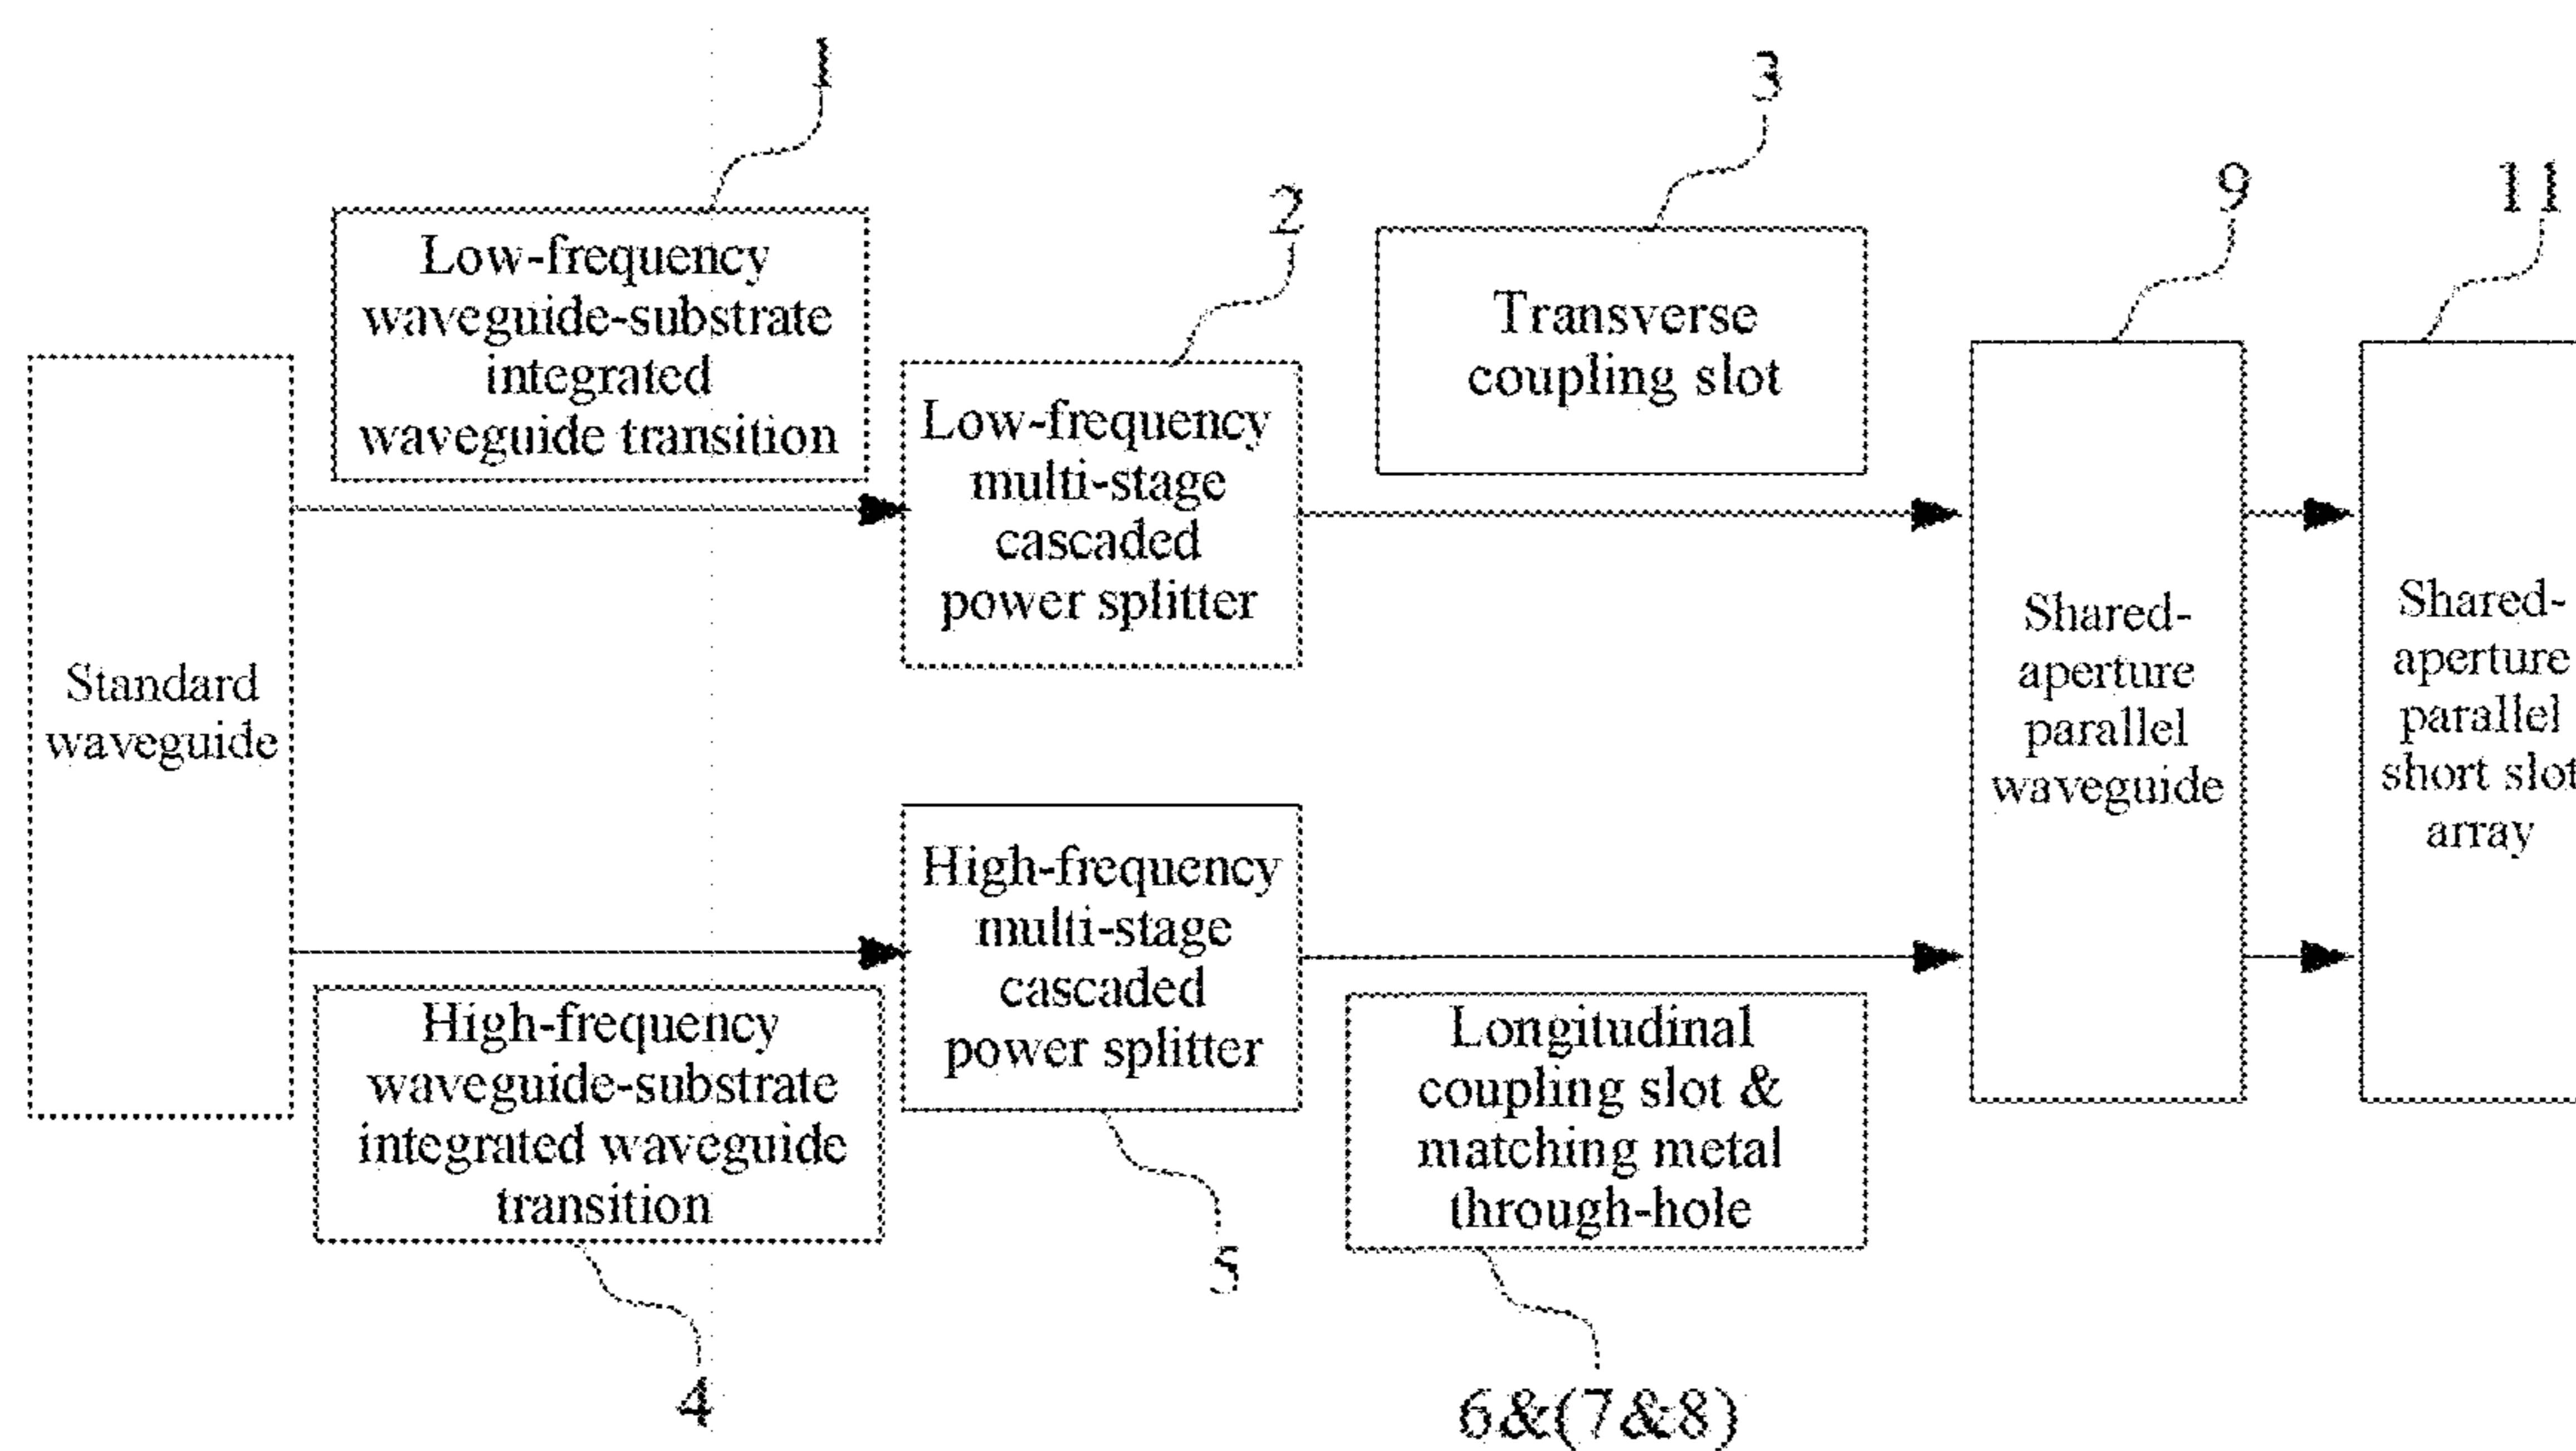 1
3
2
9
11
Low-frequency
waveguide-substrate
integrated
waveguide transition
Transverse
coupling slot
Standard
waveguide
Low-frequency
multi-stage
cascaded
power splitter
Shared-
aperture
parallel
waveguide
Shared-
aperture
parallel
short slot
array
High-frequency
multi-stage
cascaded
power splitter
High-frequency
waveguide-substrate
integrated waveguide
transition
Longitudinal
coupling slot &
matching metal
through-hole
5
4
6&(7&8)